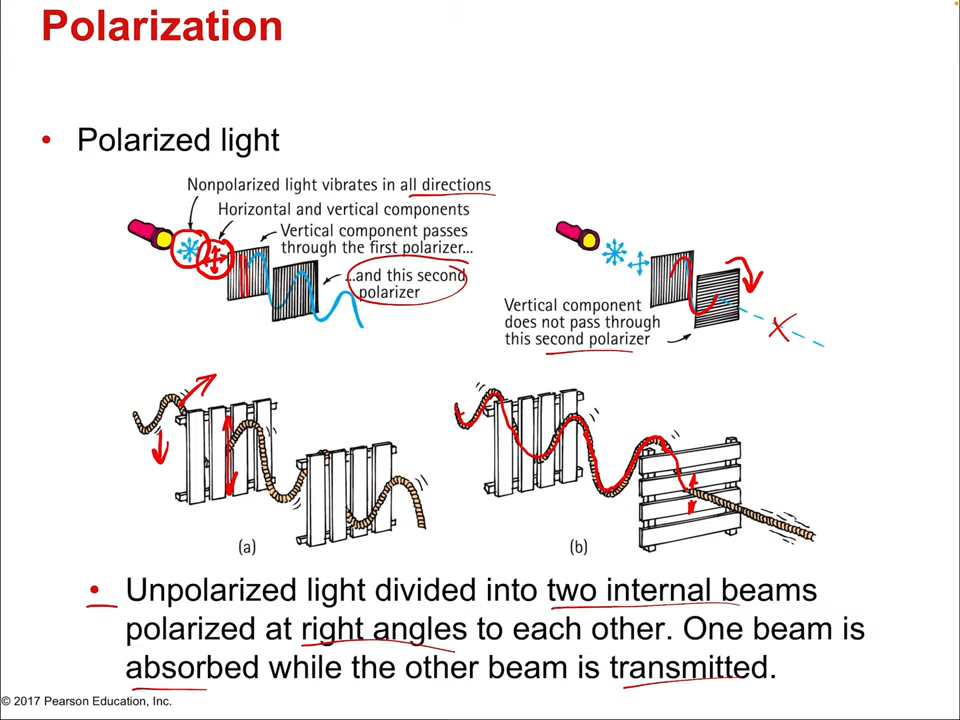 Polarization
• Polarized light
Nonpolarized light vibrates in all directions
Horizontal and vertical components
Vertical component passes
through the first polarizer...
...and this second
polarizer
Vertical component
does not pass through
this second polarizer
(a)
(b)
• Unpolarized light divided into two internal beams
polarized at right angles to each other. One beam is
absorbed while the other beam is transmitted.
© 2017 Pearson Education, Inc.